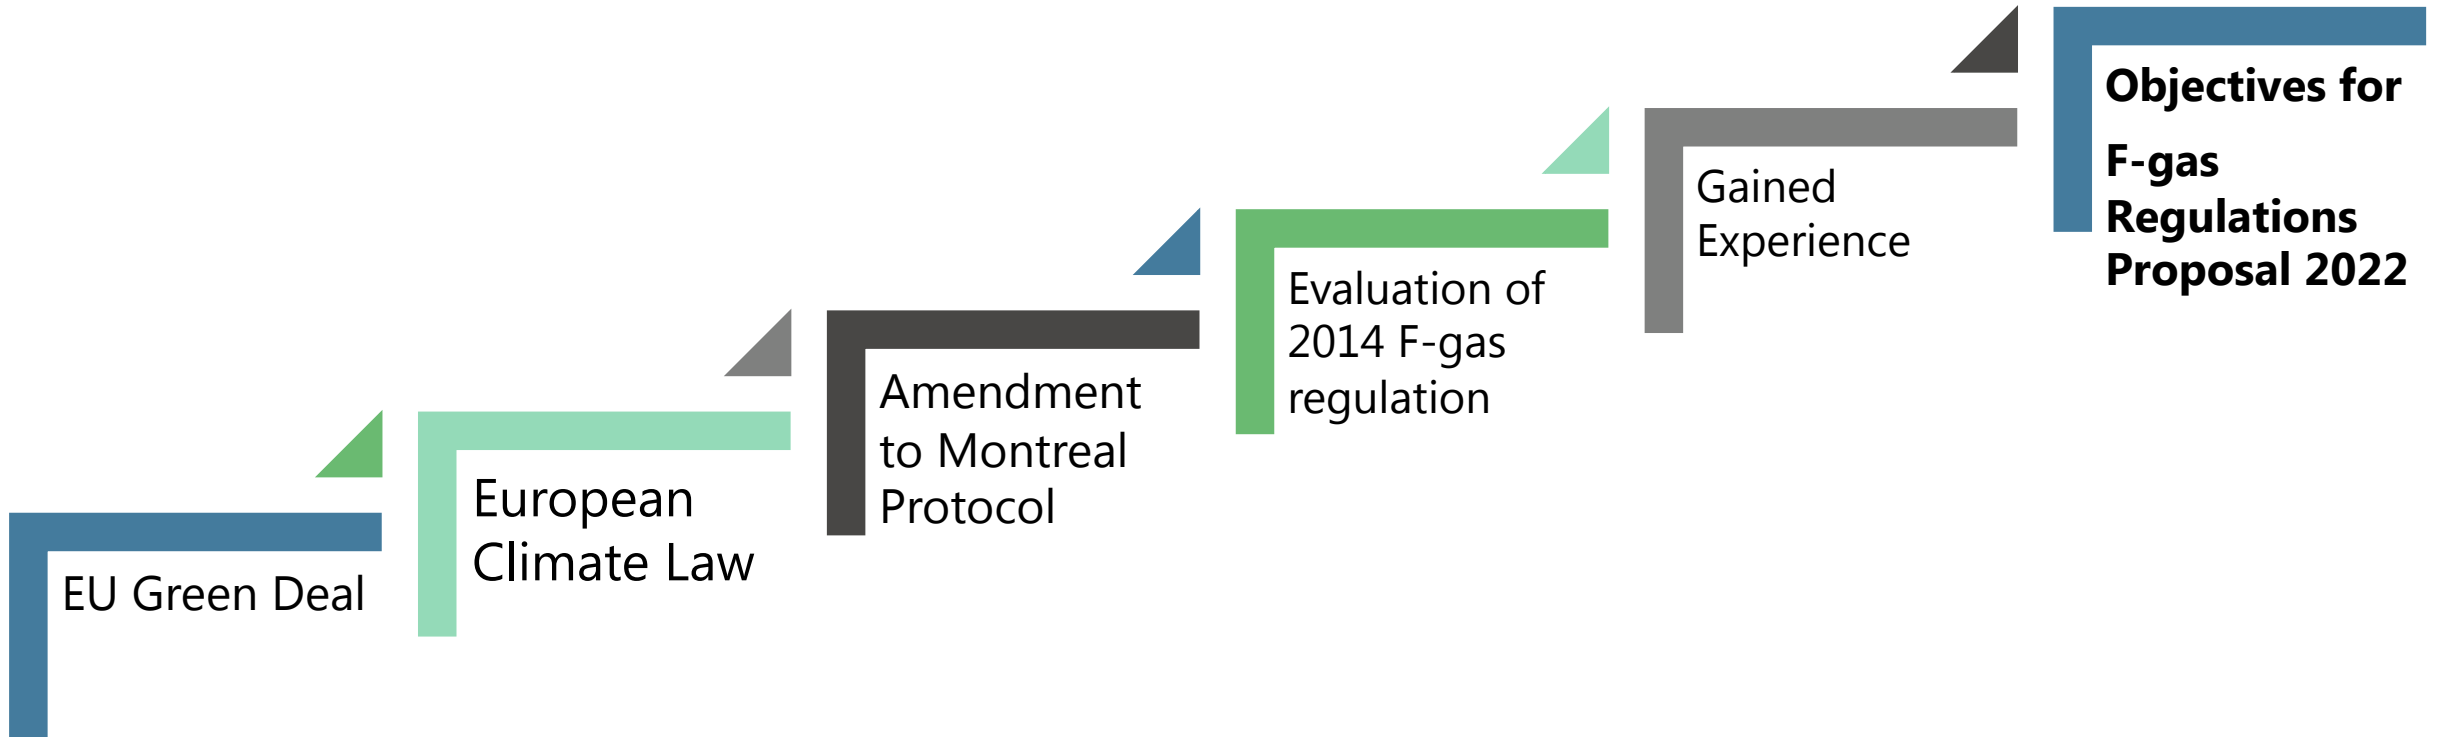 EU Green Deal
European
Climate Law
Amendment
to Montreal
Protocol
Evaluation of
2014 F-gas
regulation
Gained
Experience
Objectives for
F-gas
Regulations
Proposal 2022